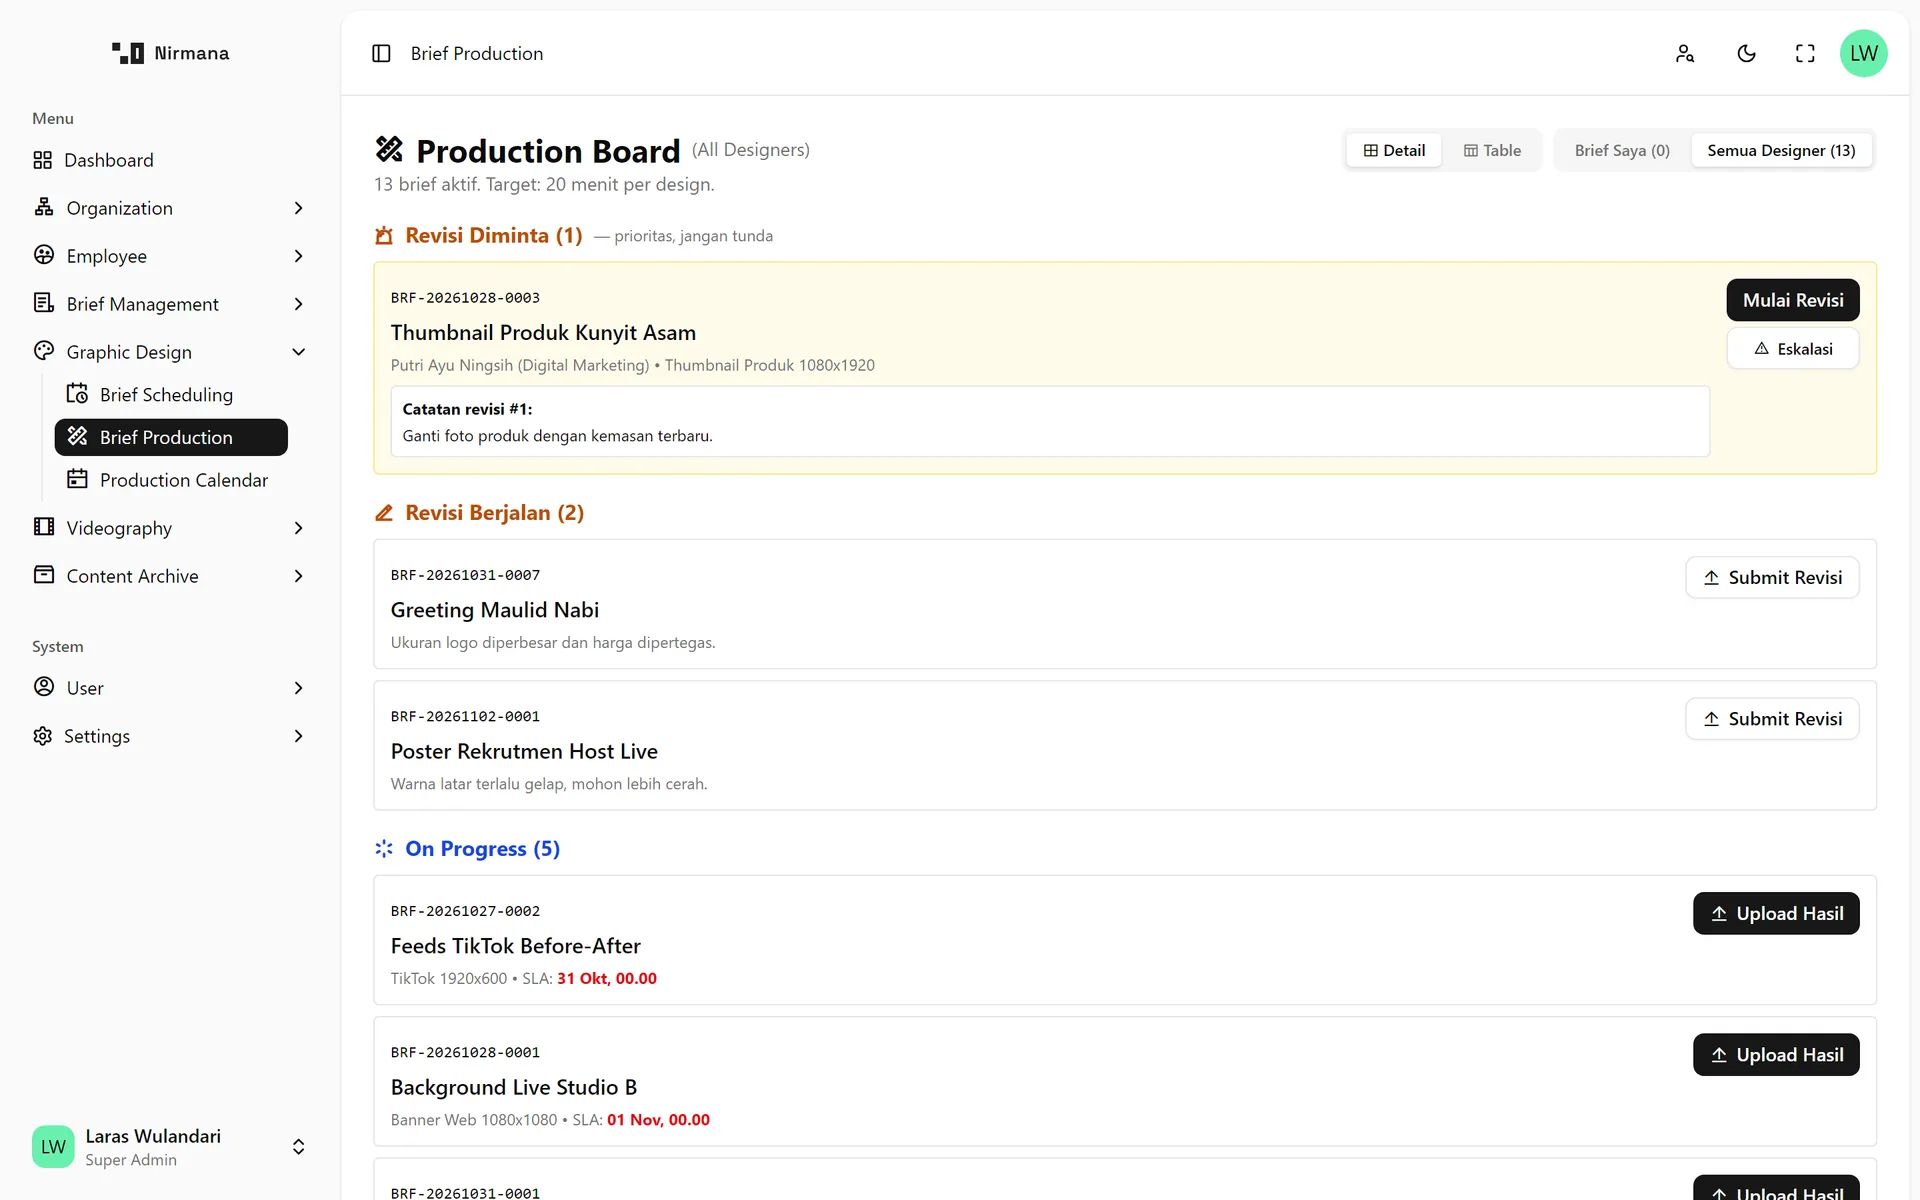 Nirmana
Menu
Dashboard
Organization
Employee
Brief Management
Graphic Design
Brief Scheduling
Brief Production
Production Calendar
Videography
Content Archive
System
User
Settings
LW
Laras Wulandari
Super Admin
Brief Production
LW
Production Board (All Designers)
13 brief aktif. Target: 20 menit per design.
Detail
Table
Brief Saya (0)
Semua Designer (13)
Revisi Diminta (1) — prioritas, jangan tunda
BRF-20261028-0003
Thumbnail Produk Kunyit Asam
Putri Ayu Ningsih (Digital Marketing) • Thumbnail Produk 1080x1920
Catatan revisi #1:
Ganti foto produk dengan kemasan terbaru.
Mulai Revisi
Eskalasi
Revisi Berjalan (2)
BRF-20261031-0007
Greeting Maulid Nabi
Ukuran logo diperbesar dan harga dipertegas.
Submit Revisi
BRF-20261102-0001
Poster Rekrutmen Host Live
Warna latar terlalu gelap, mohon lebih cerah.
Submit Revisi
On Progress (5)
BRF-20261027-0002
Feeds TikTok Before-After
TikTok 1920x600 • SLA: 31 Okt, 00.00
Upload Hasil
BRF-20261028-0001
Background Live Studio B
Banner Web 1080x1080 • SLA: 01 Nov, 00.00
Upload Hasil
BRF-20261031-0001
Upload Hasil